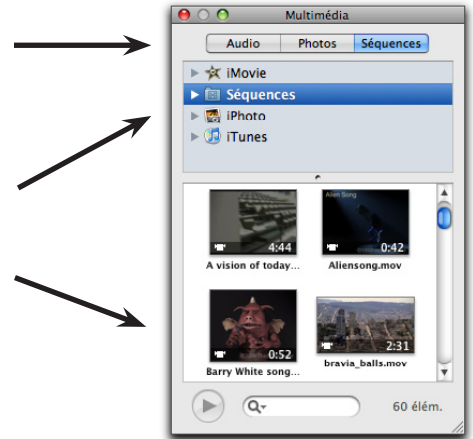 Multimédia
Audio Photos Séquences
iMovie
Séquences
iPhoto
iTunes
Alien Song
4:44 0:42
A vision of today... Aliensong.mov
0:52 2:31
Barry White song... bravia_balls.mov
60 élém.